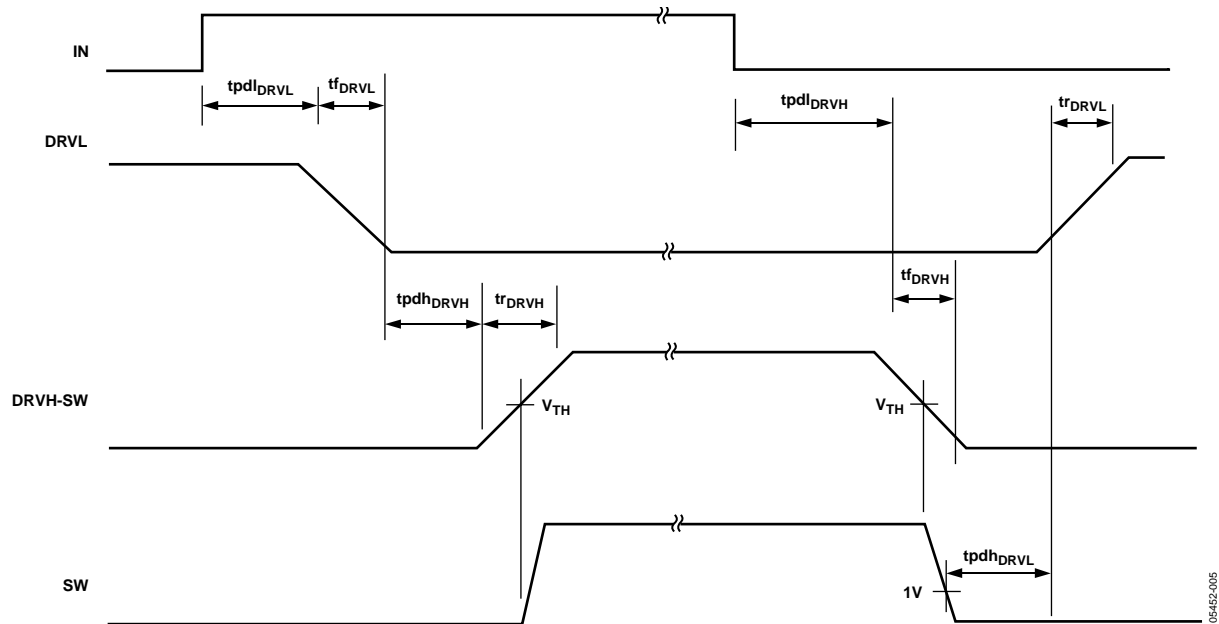 IN
tpdlDRVL
tfDRVL
tpdlDRVH
trDRVL
DRVL
tfDRVH
tpdhDRVH
trDRVH
DRVH-SW
VTH
VTH
tpdhDRVL
SW
1V
05452-005